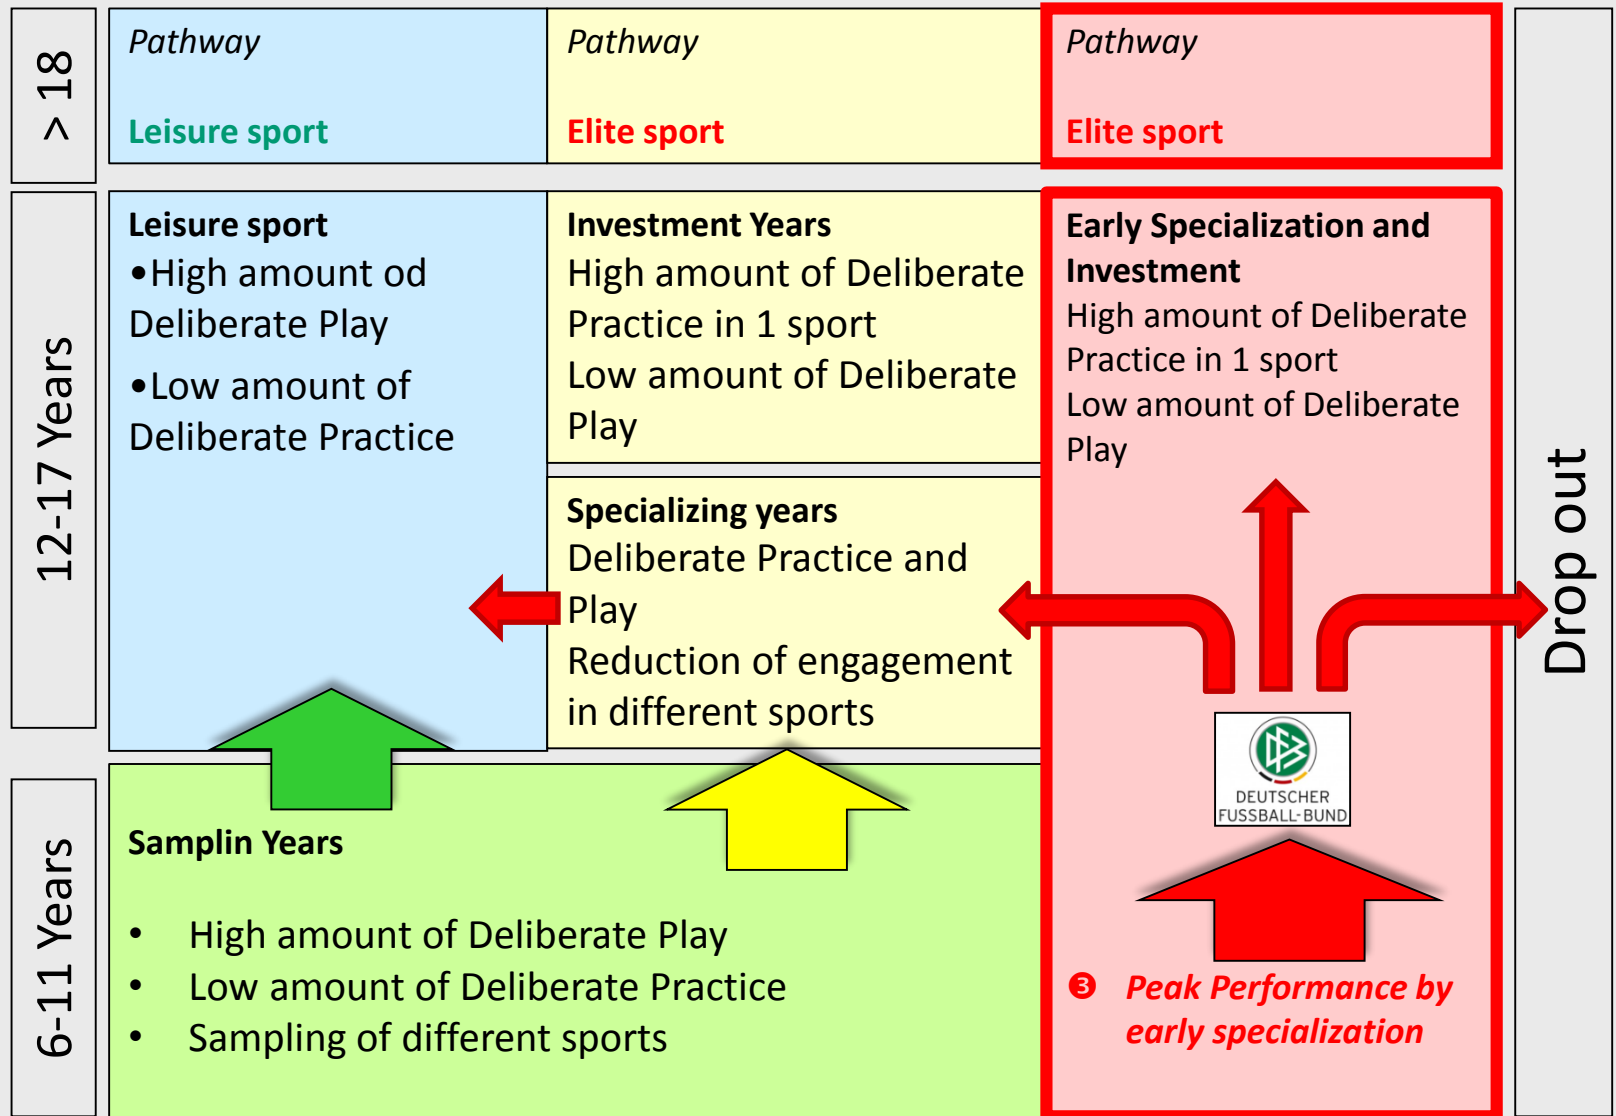 > 18
Pathway
Leisure sport
Pathway
Elite sport
Pathway
Elite sport
12-17 Years
Leisure sport
•High amount od
Deliberate Play
•Low amount of
Deliberate Practice
Investment Years
High amount of Deliberate
Practice in 1 sport
Low amount of Deliberate
Play
Specializing years
Deliberate Practice and
Play
Reduction of engagement
in different sports
Early Specialization and
Investment
High amount of Deliberate
Practice in 1 sport
Low amount of Deliberate
Play
DFB
DEUTSCHER
FUSSBALL-BUND
Drop out
6-11 Years
Samplin Years
• High amount of Deliberate Play
• Low amount of Deliberate Practice
• Sampling of different sports
❸ Peak Performance by
early specialization